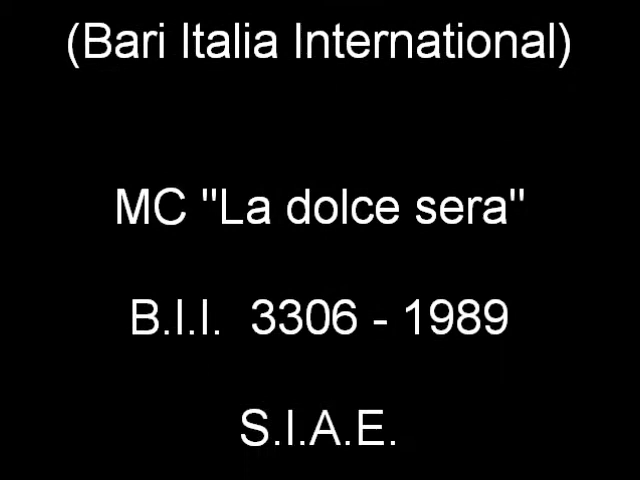 (Bari Italia International)
MC "La dolce sera"
B.I.I.  3306 - 1989
S.I.A.E.